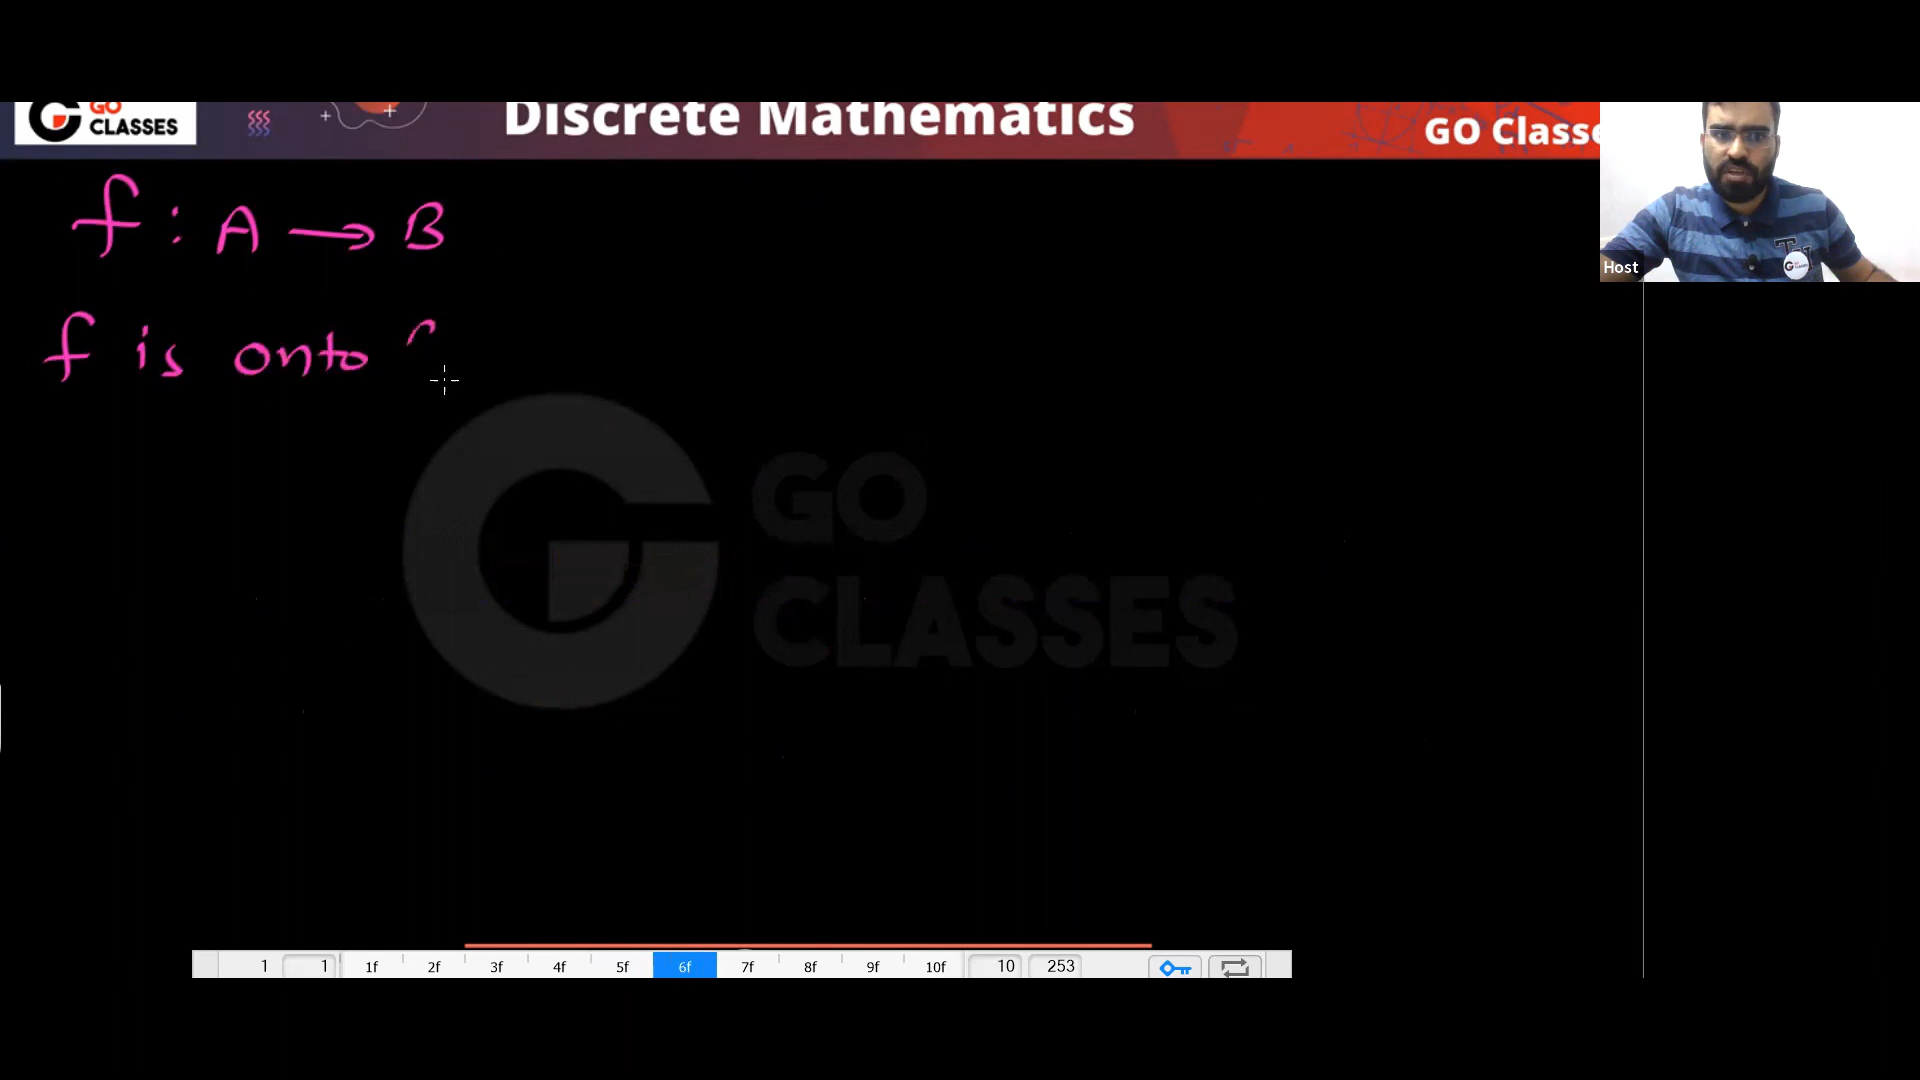 GO
CLASSES
Discrete Mathematics
GO Classe
Host
f : A → B
f is onto
GO
CLASSES
1 1 1f 2f 3f 4f 5f 6f 7f 8f 9f 10f 10 253